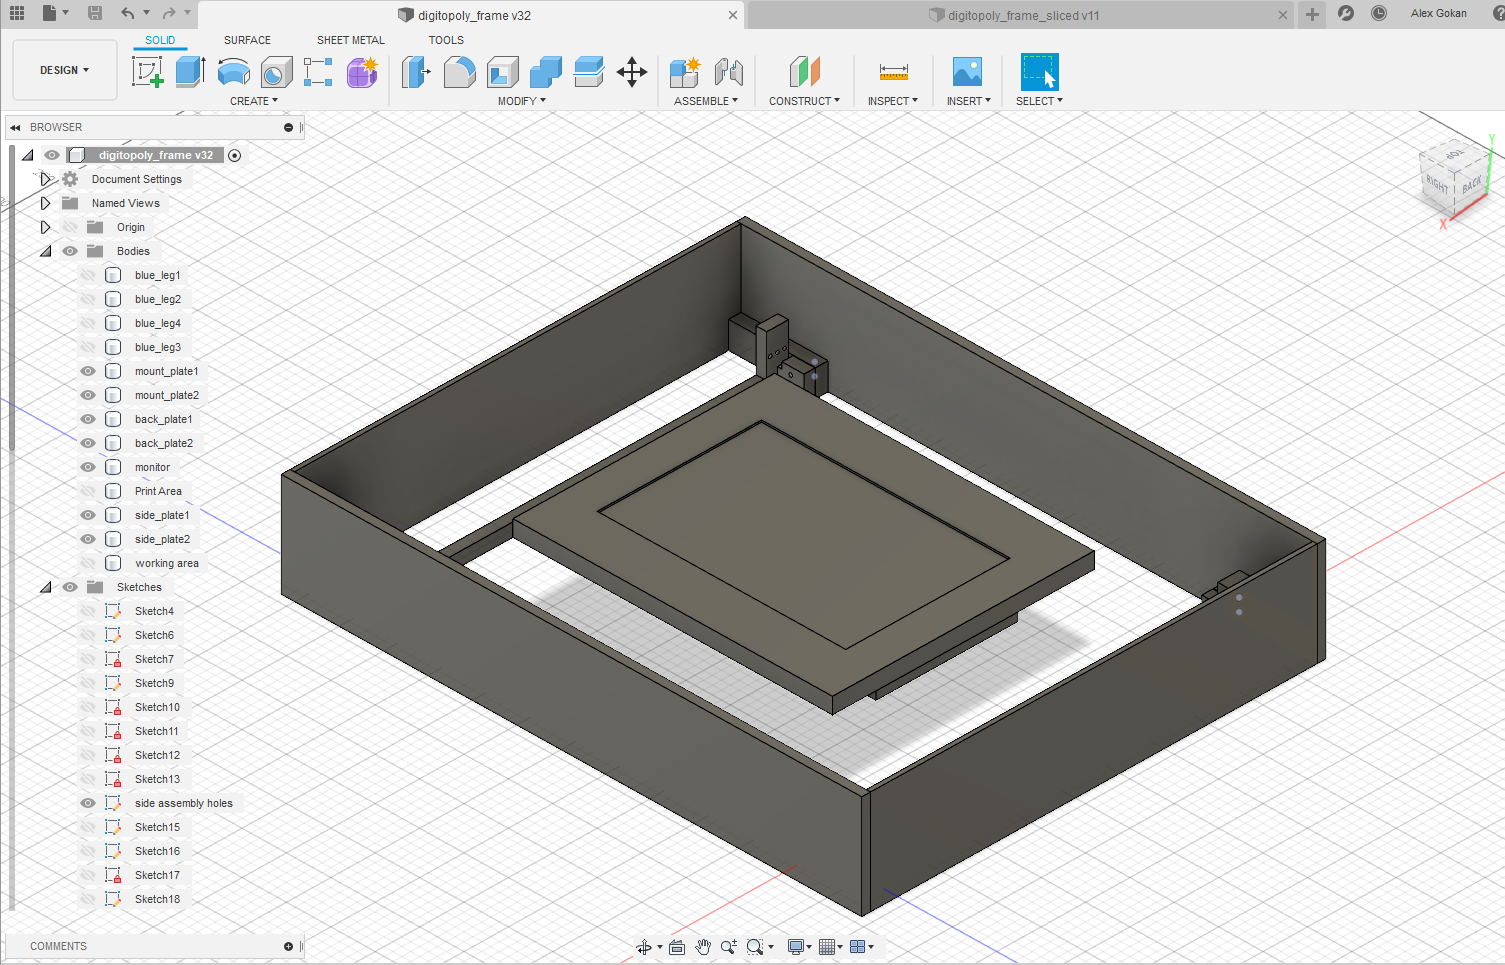 digitopoly_frame v32
digitopoly_frame_sliced v11
Alex Gokan
SOLID
SURFACE
SHEET METAL
TOOLS
DESIGN
CREATE
MODIFY
ASSEMBLE
CONSTRUCT
INSPECT
INSERT
SELECT
BROWSER
digitopoly_frame v32
Document Settings
Named Views
Origin
Bodies
blue_leg1
blue_leg2
blue_leg4
blue_leg3
mount_plate1
mount_plate2
back_plate1
back_plate2
monitor
Print Area
side_plate1
side_plate2
working area
Sketches
Sketch4
Sketch6
Sketch7
Sketch9
Sketch10
Sketch11
Sketch12
Sketch13
side assembly holes
Sketch15
Sketch16
Sketch17
Sketch18
COMMENTS
TOP
RIGHT
BACK
Y
X